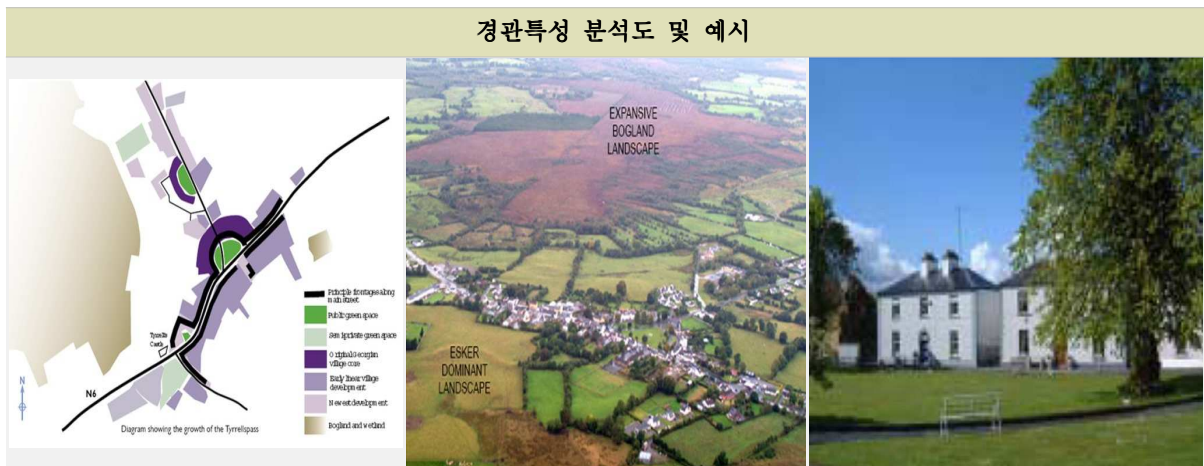 경관특성 분석도 및 예시
Principle frontages along
main street
Public green space
Semi private green space
Original Georgian
village core
Early linear village
development
Newest development
Bogland and wetland
Tyrrells
Castle
N
N6
Diagram showing the growth of the Tyrrellspass
EXPANSIVE
BOGLAND
LANDSCAPE
ESKER
DOMINANT
LANDSCAPE